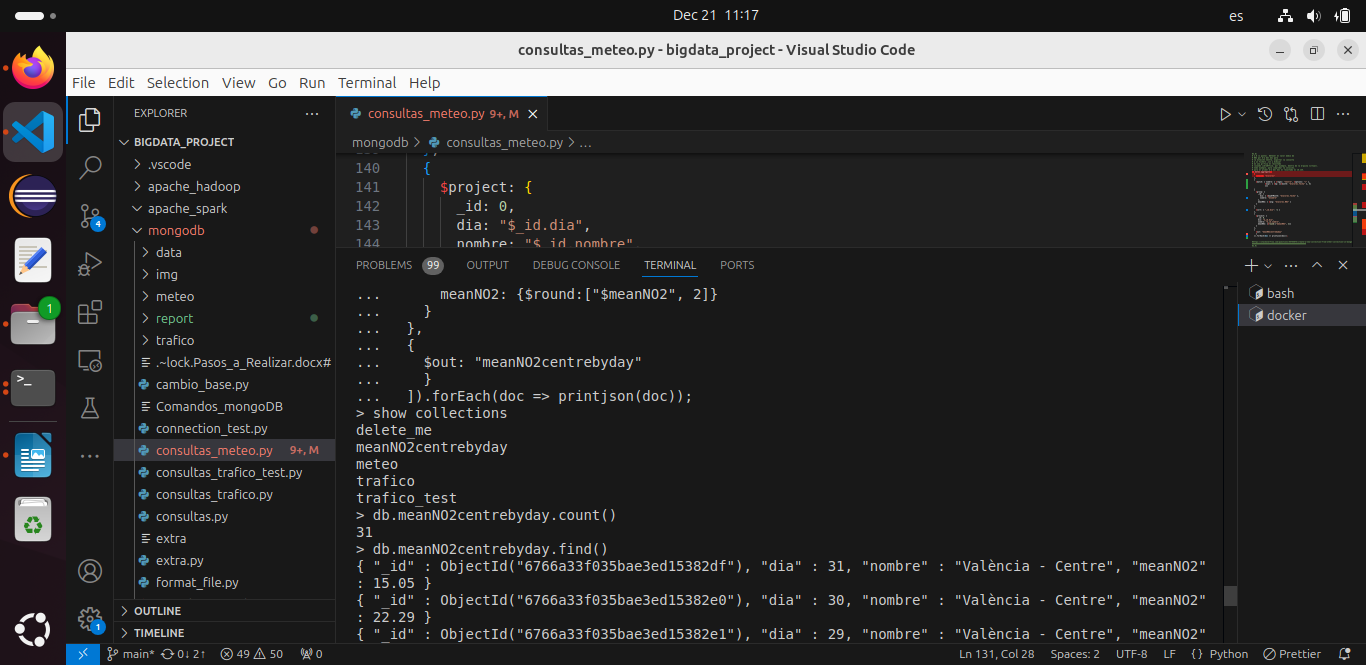 Dec 21 11:17
es
consultas_meteo.py - bigdata_project - Visual Studio Code
File Edit Selection View Go Run Terminal Help
EXPLORER
BIGDATA_PROJECT
.vscode
apache_hadoop
apache_spark
mongodb
data
img
meteo
report
trafico
.~lock.Pasos_a_Realizar.docx#
cambio_base.py
Comandos_mongoDB
connection_test.py
consultas_meteo.py 9+, M
consultas_trafico_test.py
consultas_trafico.py
consultas.py
extra
extra.py
format_file.py
OUTLINE
TIMELINE
4
1
1
consultas_meteo.py 9+, M
mongodb > consultas_meteo.py > ...
140 {
141 $project: {
142 _id: 0,
143 dia: "$_id.dia",
144 nombre: "$_id.nombre"
PROBLEMS 99 OUTPUT DEBUG CONSOLE TERMINAL PORTS
... meanNO2: {$round:["$meanNO2", 2]}
... }
... },
... {
... $out: "meanNO2centrebyday"
... }
... ]).forEach(doc => printjson(doc));
> show collections
delete_me
meanNO2centrebyday
meteo
trafico
trafico_test
> db.meanNO2centrebyday.count()
31
> db.meanNO2centrebyday.find()
{ "_id" : ObjectId("6766a33f035bae3ed15382df"), "dia" : 31, "nombre" : "València - Centre", "meanNO2"
: 15.05 }
{ "_id" : ObjectId("6766a33f035bae3ed15382e0"), "dia" : 30, "nombre" : "València - Centre", "meanNO2"
: 22.29 }
{ "_id" : ObjectId("6766a33f035bae3ed15382e1"), "dia" : 29, "nombre" : "València - Centre", "meanNO2"
bash
docker
main* 0↓ 2↑ 49 50 0
Ln 131, Col 28 Spaces: 2 UTF-8 LF {} Python Prettier